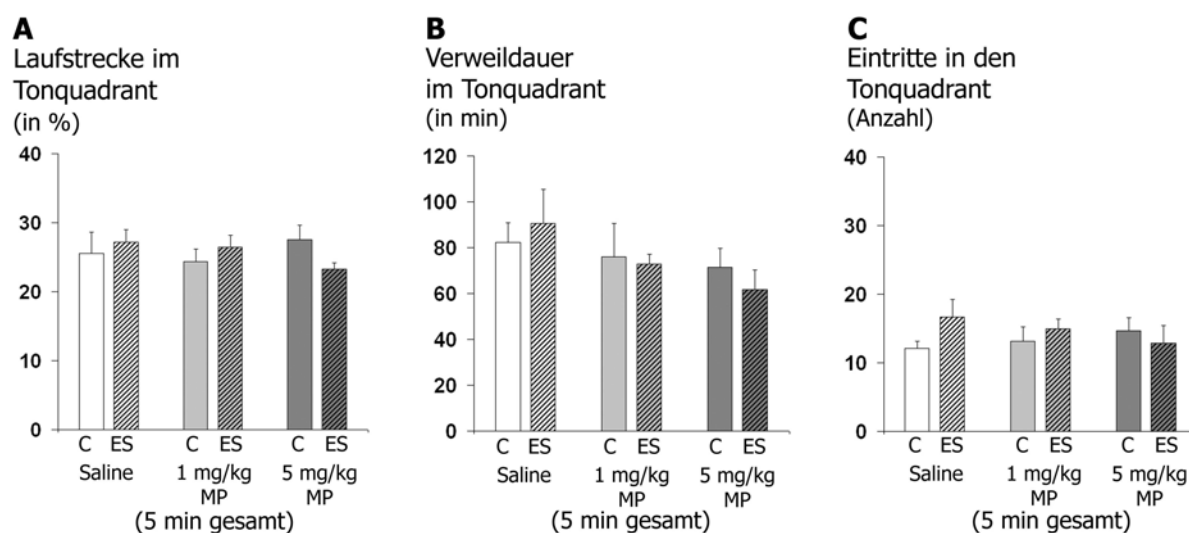 A
Laufstrecke im
Tonquadrant
(in %)
40
30
20
10
0
C ES C ES C ES
Saline 1 mg/kg 5 mg/kg
MP MP
(5 min gesamt)
B
Verweildauer
im Tonquadrant
(in min)
120
100
80
60
40
20
0
C ES C ES C ES
Saline 1 mg/kg 5 mg/kg
MP MP
(5 min gesamt)
C
Eintritte in den
Tonquadrant
(Anzahl)
40
30
20
10
0
C ES C ES C ES
Saline 1 mg/kg 5 mg/kg
MP MP
(5 min gesamt)